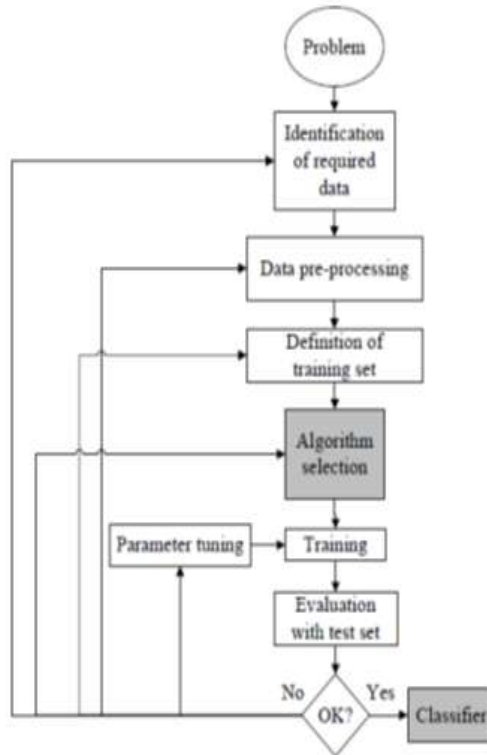 Problem
Identification
of required
data
Data pre-processing
Definition of
training set
Algorithm
selection
Parameter tuning
Training
Evaluation
with test set
No
OK?
Yes
Classifier